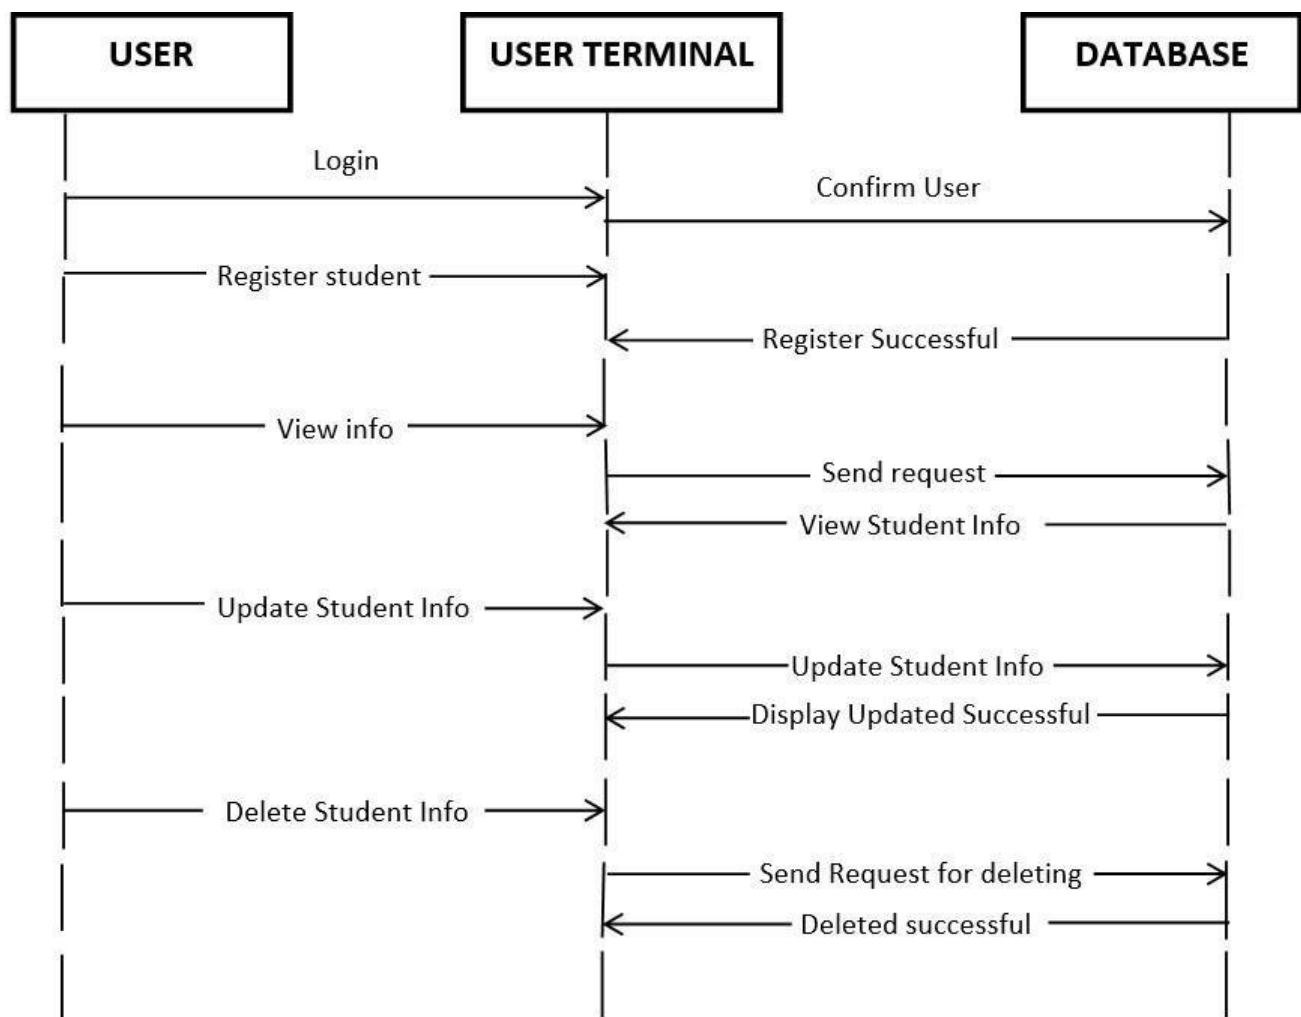 USER
USER TERMINAL
DATABASE
Login
Confirm User
Register student
Register Successful
View info
Send request
View Student Info
Update Student Info
Update Student Info
Display Updated Successful
Delete Student Info
Send Request for deleting
Deleted successful